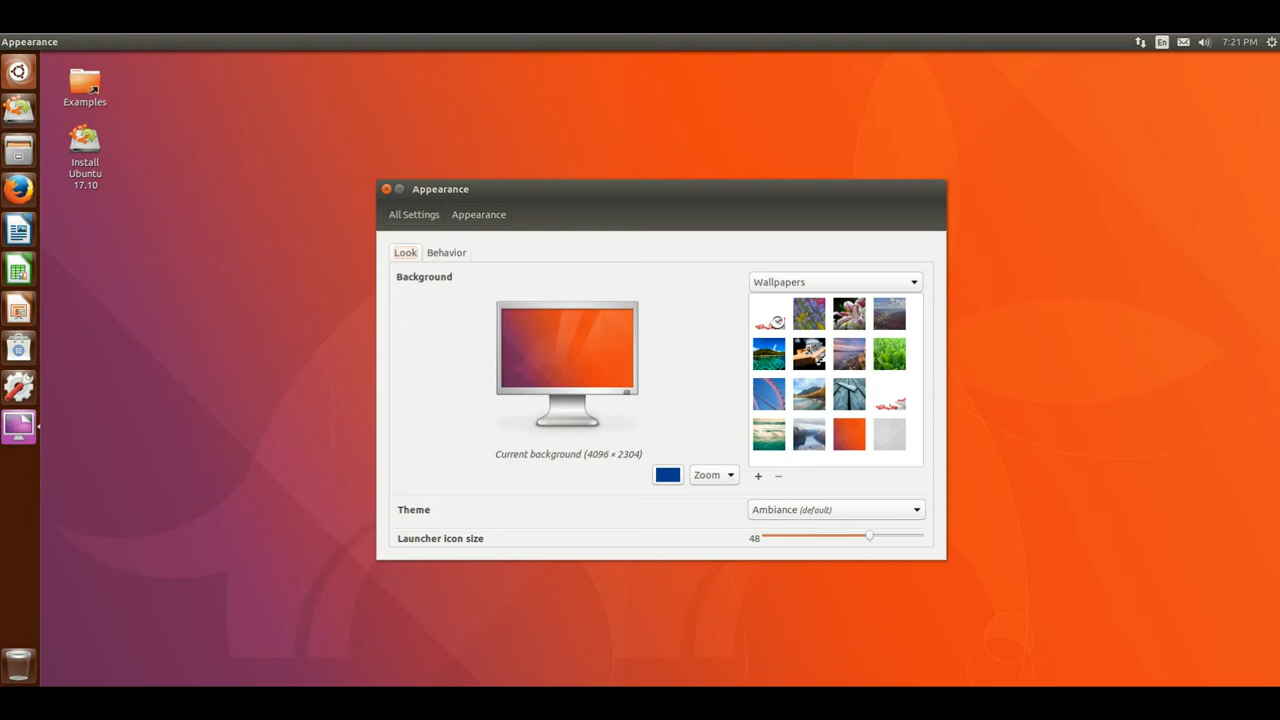 Appearance
En
7:21 PM
Examples
Install
Ubuntu
17.10
Appearance
All Settings
Appearance
Look
Behavior
Background
Wallpapers
Current background (4096 × 2304)
Zoom
+
−
Theme
Ambiance (default)
Launcher icon size
48